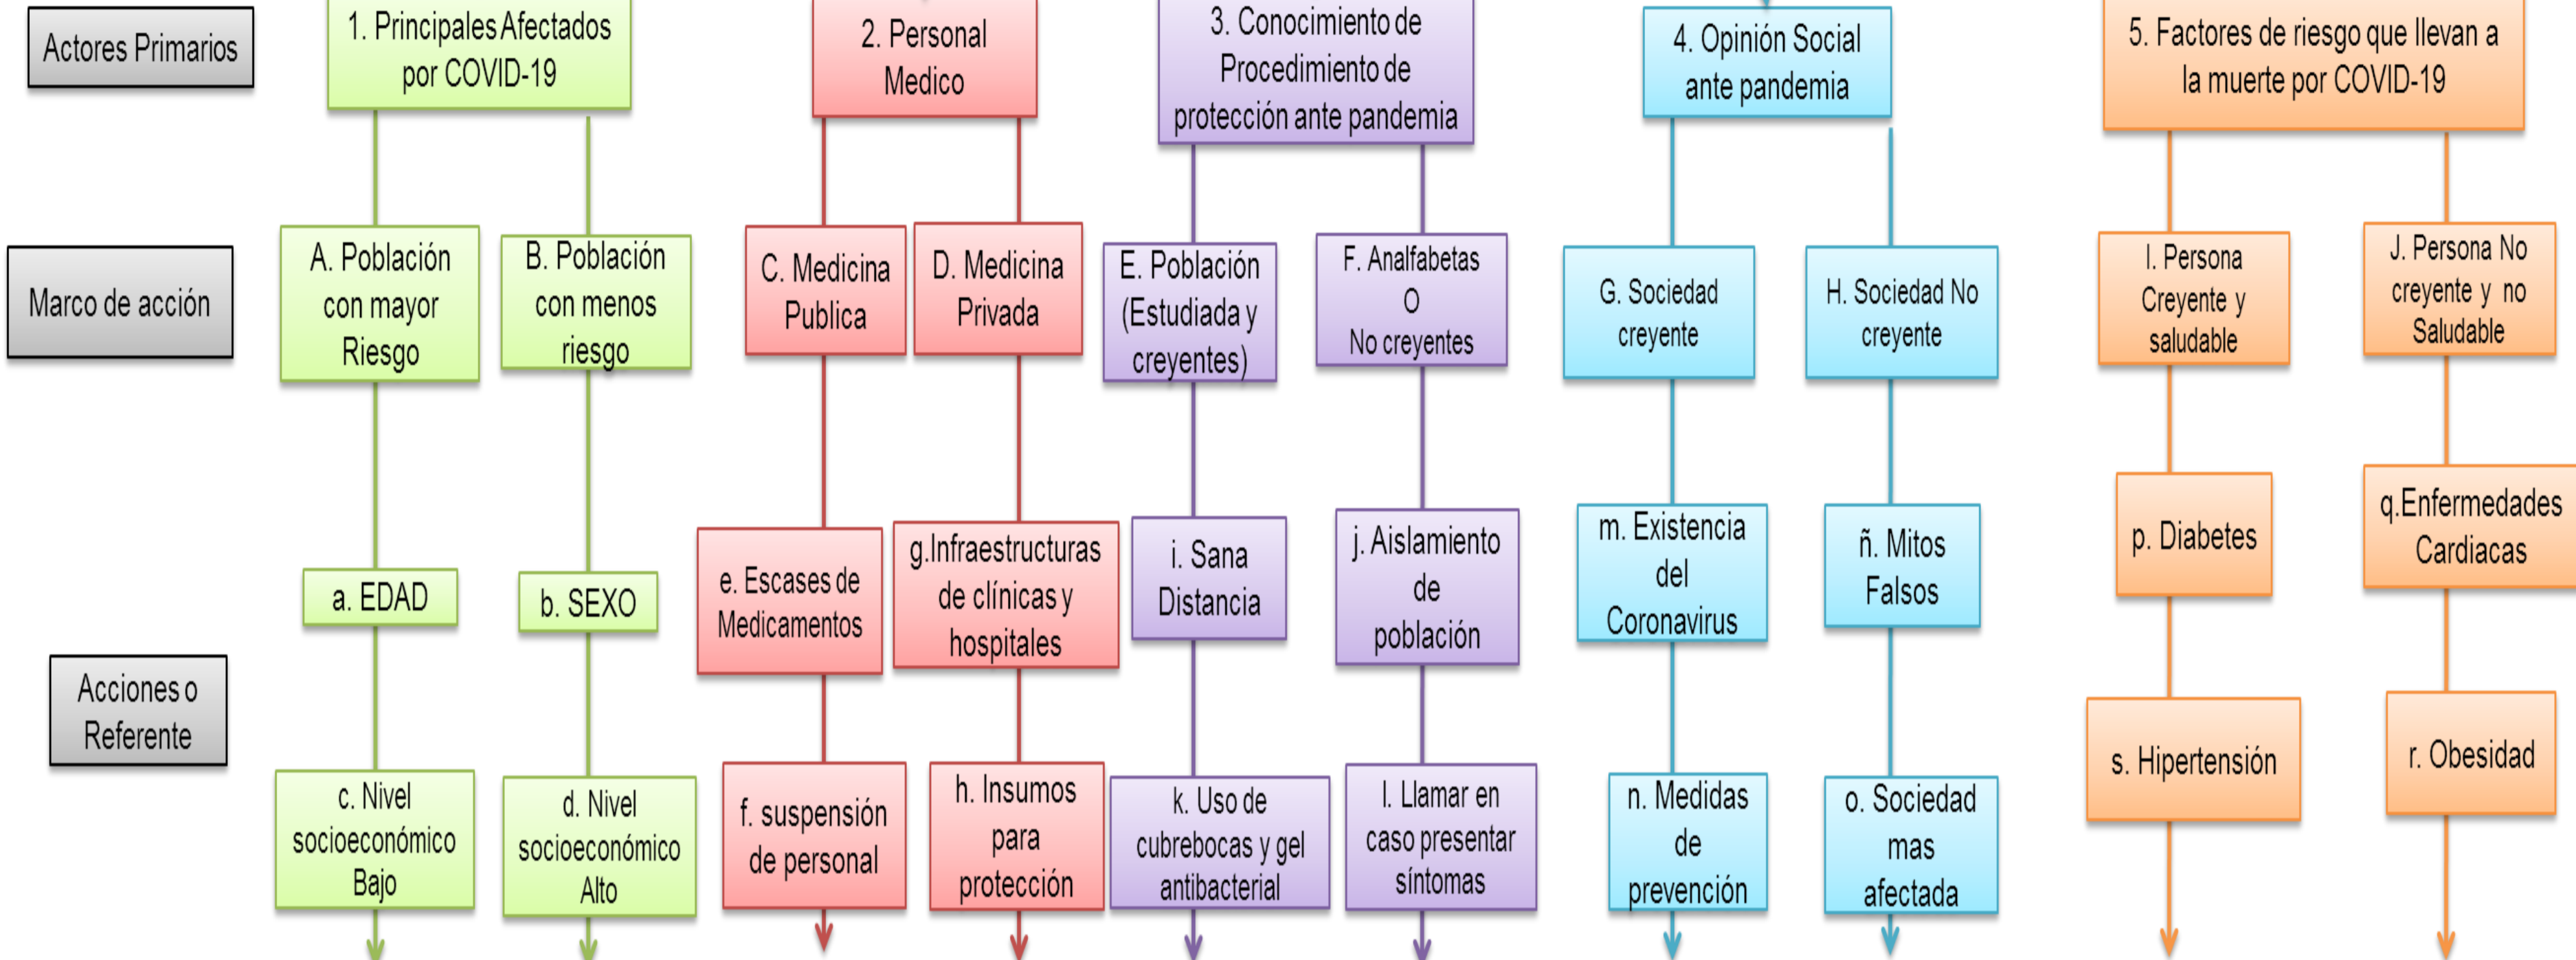 Actores Primarios
1. Principales Afectados
por COVID-19
2. Personal
Medico
3. Conocimiento de
Procedimiento de
protección ante pandemia
4. Opinión Social
ante pandemia
5. Factores de riesgo que llevan a
la muerte por COVID-19
Marco de acción
A. Población
con mayor
Riesgo
B. Población
con menos
riesgo
C. Medicina
Publica
D. Medicina
Privada
E. Población
(Estudiada y
creyentes)
F. Analfabetas
O
No creyentes
G. Sociedad
creyente
H. Sociedad No
creyente
I. Persona
Creyente y
saludable
J. Persona No
creyente y no
Saludable
Acciones o
Referente
a. EDAD
b. SEXO
e. Escases de
Medicamentos
g.Infraestructuras
de clínicas y
hospitales
i. Sana
Distancia
j. Aislamiento
de
población
m. Existencia
del
Coronavirus
ñ. Mitos
Falsos
p. Diabetes
q.Enfermedades
Cardiacas
c. Nivel
socioeconómico
Bajo
d. Nivel
socioeconómico
Alto
f. suspensión
de personal
h. Insumos
para
protección
k. Uso de
cubrebocas y gel
antibacterial
l. Llamar en
caso presentar
síntomas
n. Medidas
de
prevención
o. Sociedad
mas
afectada
s. Hipertensión
r. Obesidad